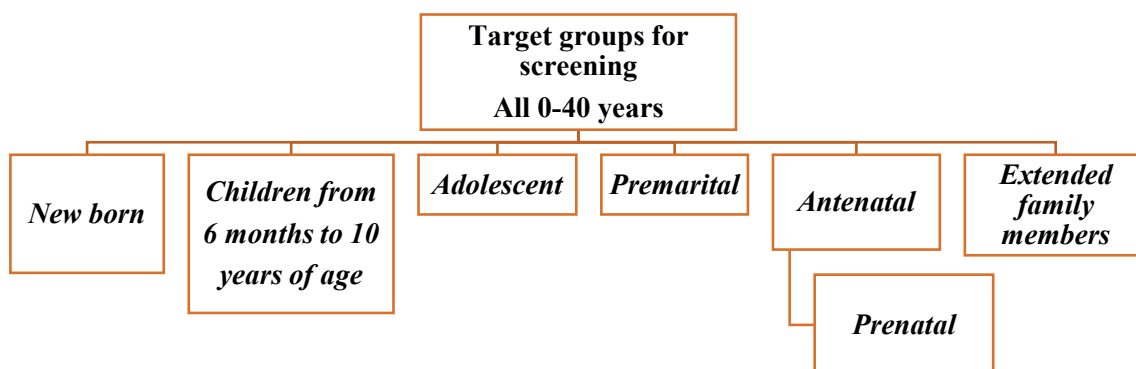 Target groups for
screening
All 0-40 years
New born
Children from
6 months to 10
years of age
Adolescent
Premarital
Antenatal
Extended
family
members
Prenatal